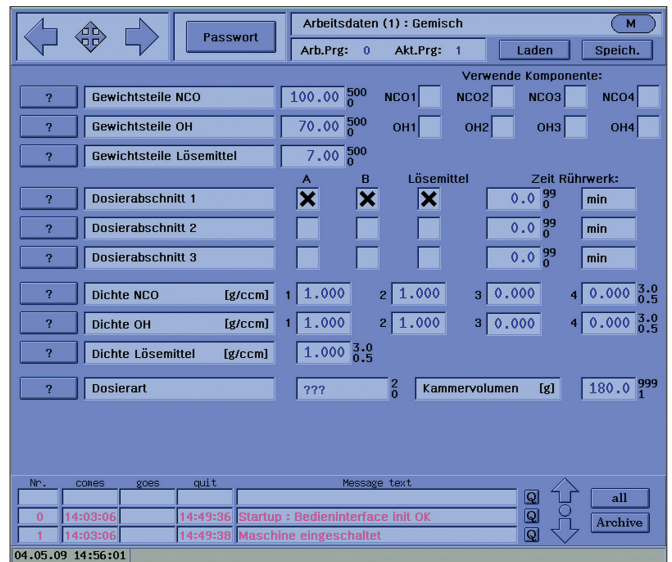 Passwort
Arbeitsdaten (1) : Gemisch M
Arb.Prg: 0 Akt.Prg: 1 Laden Speich.
Verwende Komponente:
? Gewichtsteile NCO 100.00 500 0 NCO1 NCO2 NCO3 NCO4
? Gewichtsteile OH 70.00 500 0 OH1 OH2 OH3 OH4
? Gewichtsteile Lösemittel 7.00 500 0
A B Lösemittel Zeit Rührwerk:
? Dosierabschnitt 1 0.0 99 0 min
? Dosierabschnitt 2 0.0 99 0 min
? Dosierabschnitt 3 0.0 99 0 min
? Dichte NCO [g/ccm] 1 1.000 2 1.000 3 0.000 4 0.000 3.0 0.5
? Dichte OH [g/ccm] 1 1.000 2 1.000 3 0.000 4 0.000 3.0 0.5
? Dichte Lösemittel [g/ccm] 1.000 3.0 0.5
? Dosierart ??? 2 0 Kammervolumen [g] 180.0 999 1
Nr. comes goes quit Message text
Q all
0 14:03:06 14:49:36 Startup : Bedieninterface init OK Q
1 14:03:06 14:49:38 Maschine eingeschaltet Q Archive
04.05.09 14:56:01